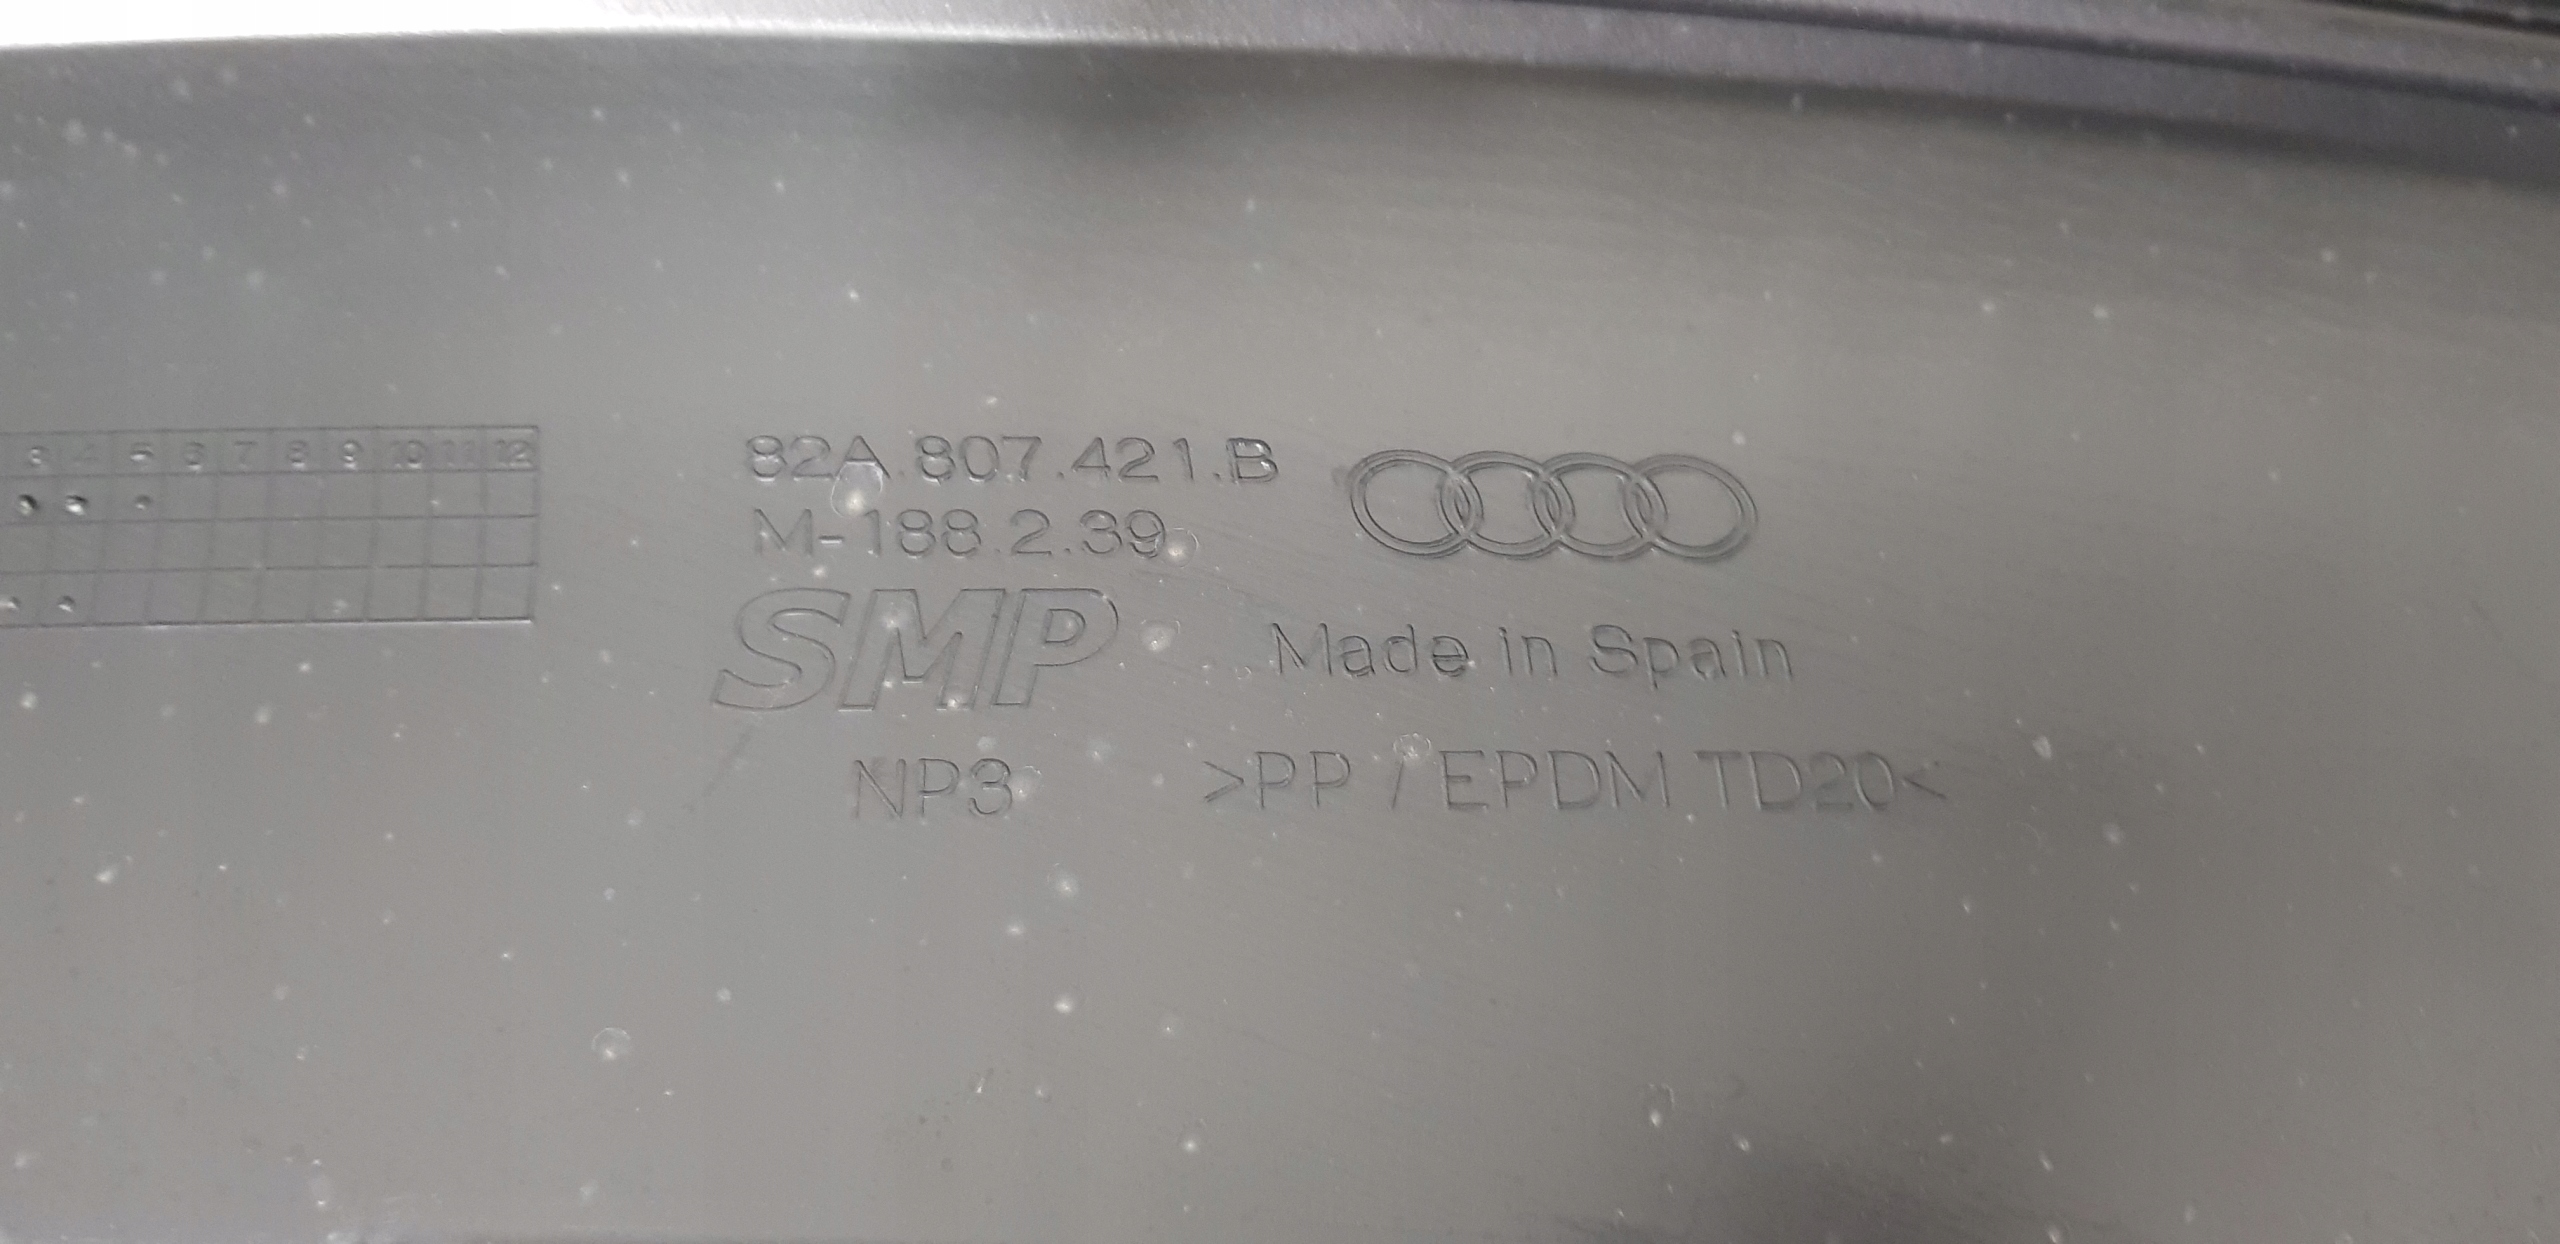 3 4 5 6 7 8 9 10 11 12
82A.807.421.B
M-188.2.39
SMP
Made in Spain
NP3 >PP / EPDM TD20<